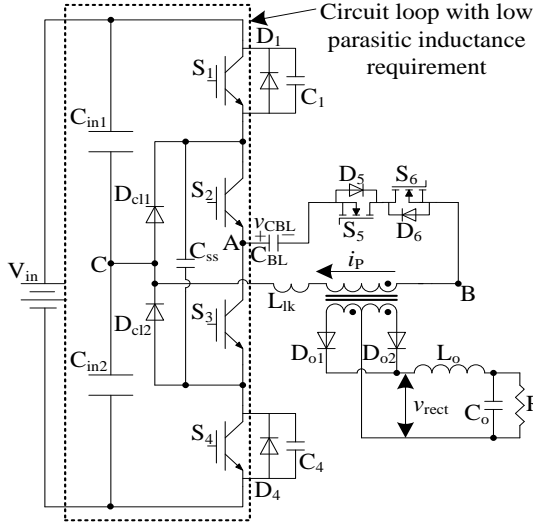 Circuit loop with low
parasitic inductance
requirement
D1
S1
C1
Cin1
Dcl1
S2
D5
S6
vCBL
+ −
A
CBL
S5
D6
C
Css
iP
Vin
B
Llk
Dcl2
S3
Do1
Do2
Lo
Cin2
vrect
Co
R
S4
C4
D4